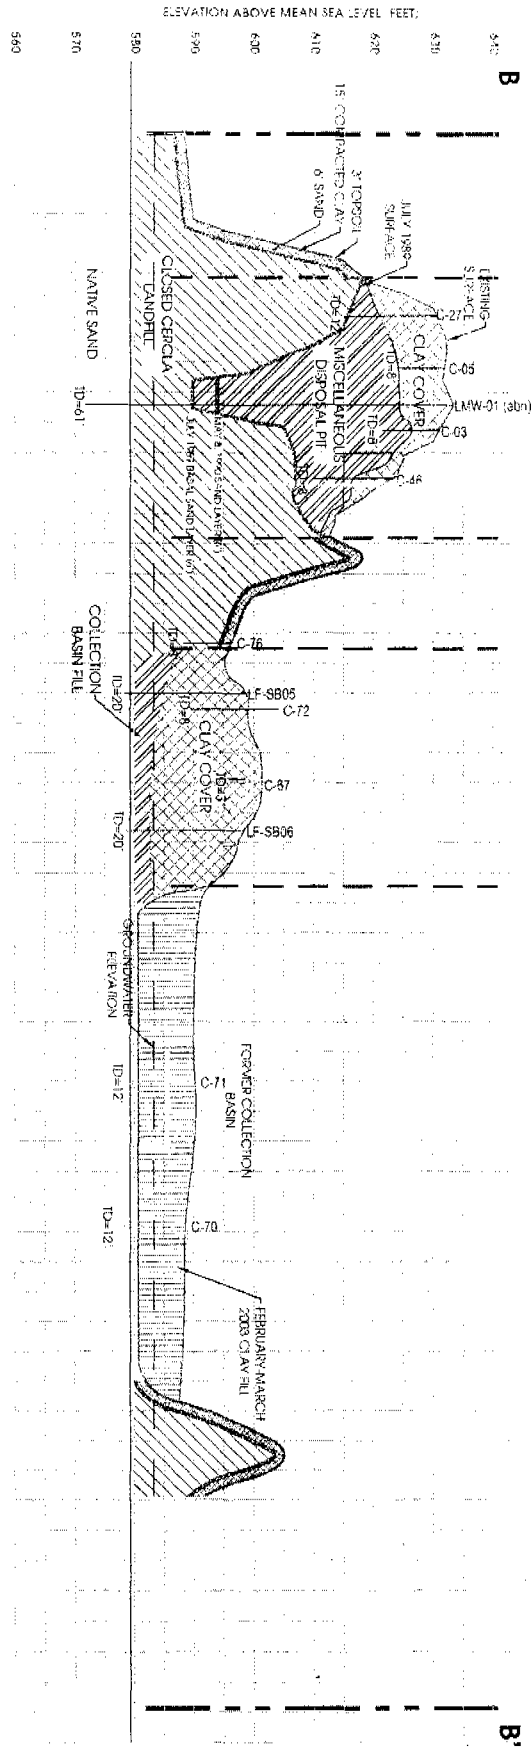 ELEVATION ABOVE MEAN SEA LEVEL (FEET)
560
570
580
590
600
610
620
630
640
B
B'
3" TOPSOIL
15" COMPACTED CLAY
6" SAND
JULY 1989
SURFACE
EXISTING
SURFACE
C-27
C-05
LMW-01 (abn)
C-03
C-46
CLAY COVER
TD=12'
TD=8'
TD=8'
MISCELLANEOUS
DISPOSAL PIT
CLOSED CERCLA
LANDFILL
NATIVE SAND
TD=61'
C-76
LF-SB05
C-72
C-67
LF-SB06
TD=8
CLAY COVER
COLLECTION
BASIN FILL
TD=20'
TD=20'
GROUNDWATER
ELEVATION
TD=12'
TD=12'
FORMER COLLECTION
BASIN
C-71
C-70
FEBRUARY-MARCH
2003 CLAY FILL